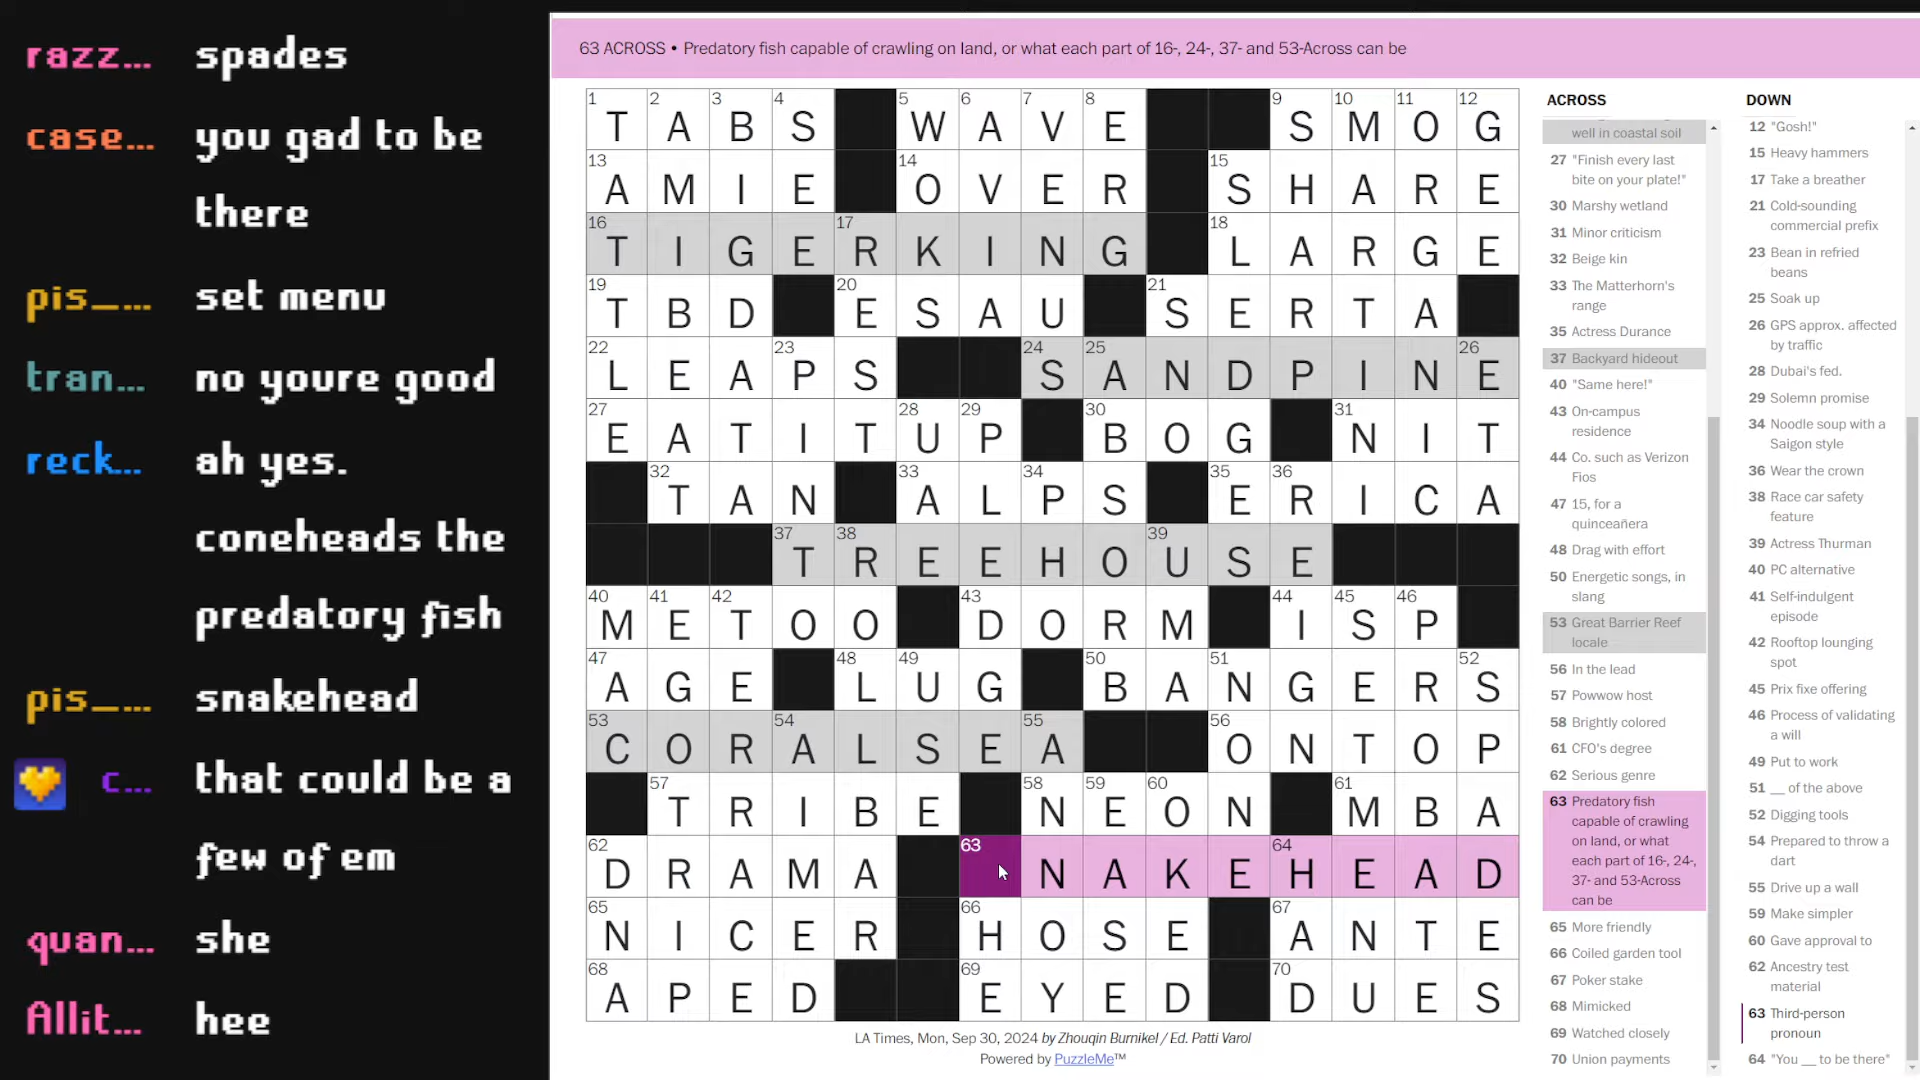 razz... spades
case... you gad to be
there
pis_... set menu
tran... no youre good
reck... ah yes.
coneheads the
predatory fish
pis_... snakehead
c... that could be a
few of em
quan... she
Allit... hee
63 ACROSS • Predatory fish capable of crawling on land, or what each part of 16-, 24-, 37- and 53-Across can be
1 T 2 A 3 B 4 S 5 W 6 A 7 V 8 E 9 S 10 M 11 O 12 G
13 A M I E 14 O V E R 15 S H A R E
16 T I G E 17 R K I N G 18 L A R G E
19 T B D 20 E S A U 21 S E R T A
22 L E A 23 P S 24 S 25 A N D P I N 26 E
27 E A T I T 28 U 29 P 30 B O G 31 N I T
32 T A N 33 A L 34 P S 35 E 36 R I C A
37 T 38 R E E H O 39 U S E
40 M 41 E 42 T O O 43 D O R M 44 I 45 S 46 P
47 A G E 48 L 49 U G 50 B A 51 N G E R 52 S
53 C O R 54 A L S E 55 A 56 O N T O P
57 T R I B E 58 N 59 E 60 O N 61 M B A
62 D R A M A 63 N A K E 64 H E A D
65 N I C E R 66 H O S E 67 A N T E
68 A P E D 69 E Y E D 70 D U E S
LA Times, Mon, Sep 30, 2024 by Zhouqin Burnikel / Ed. Patti Varol
Powered by PuzzleMe™
ACROSS
well in coastal soil
27 "Finish every last
bite on your plate!"
30 Marshy wetland
31 Minor criticism
32 Beige kin
33 The Matterhorn's
range
35 Actress Durance
37 Backyard hideout
40 "Same here!"
43 On-campus
residence
44 Co. such as Verizon
Fios
47 15, for a
quinceañera
48 Drag with effort
50 Energetic songs, in
slang
53 Great Barrier Reef
locale
56 In the lead
57 Powwow host
58 Brightly colored
61 CFO's degree
62 Serious genre
63 Predatory fish
capable of crawling
on land, or what
each part of 16-, 24-,
37- and 53-Across
can be
65 More friendly
66 Coiled garden tool
67 Poker stake
68 Mimicked
69 Watched closely
70 Union payments
DOWN
12 "Gosh!"
15 Heavy hammers
17 Take a breather
21 Cold-sounding
commercial prefix
23 Bean in refried
beans
25 Soak up
26 GPS approx. affected
by traffic
28 Dubai's fed.
29 Solemn promise
34 Noodle soup with a
Saigon style
36 Wear the crown
38 Race car safety
feature
39 Actress Thurman
40 PC alternative
41 Self-indulgent
episode
42 Rooftop lounging
spot
45 Prix fixe offering
46 Process of validating
a will
49 Put to work
51 __ of the above
52 Digging tools
54 Prepared to throw a
dart
55 Drive up a wall
59 Make simpler
60 Gave approval to
62 Ancestry test
material
63 Third-person
pronoun
64 "You __ to be there"